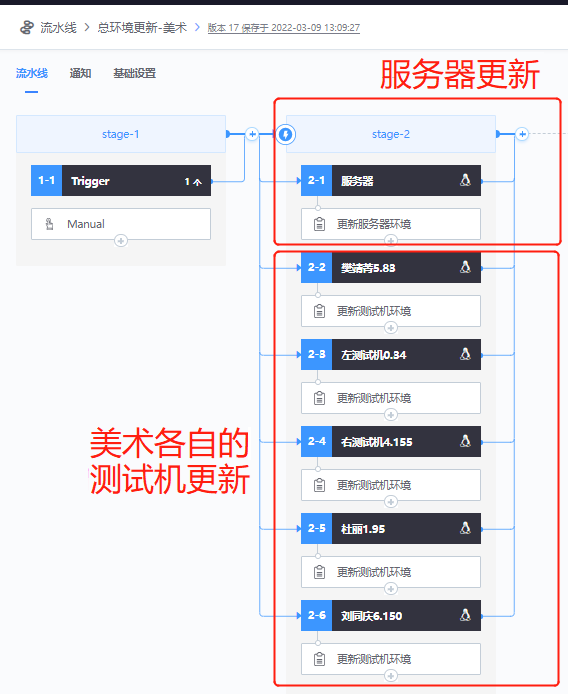 流水线 > 总环境更新-美术 > 版本 17 保存于 2022-03-09 13:09:27
流水线 通知 基础设置
服务器更新
stage-1
stage-2
1-1 Trigger 1 个
Manual
2-1 服务器
更新服务器环境
2-2 樊婧菁5.83
更新测试机环境
2-3 左测试机0.34
更新测试机环境
美术各自的
测试机更新
2-4 右测试机4.155
更新测试机环境
2-5 杜丽1.95
更新测试机环境
2-6 刘同庆6.150
更新测试机环境